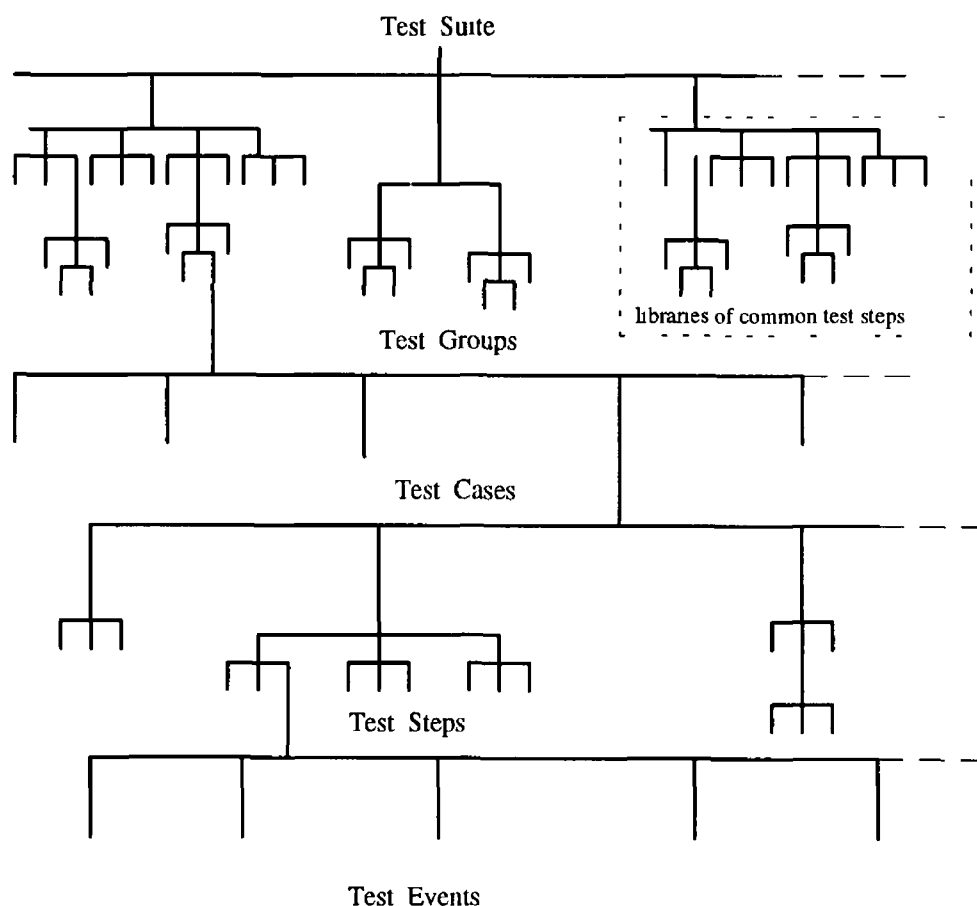 Test Suite
libraries of common test steps
Test Groups
Test Cases
Test Steps
Test Events